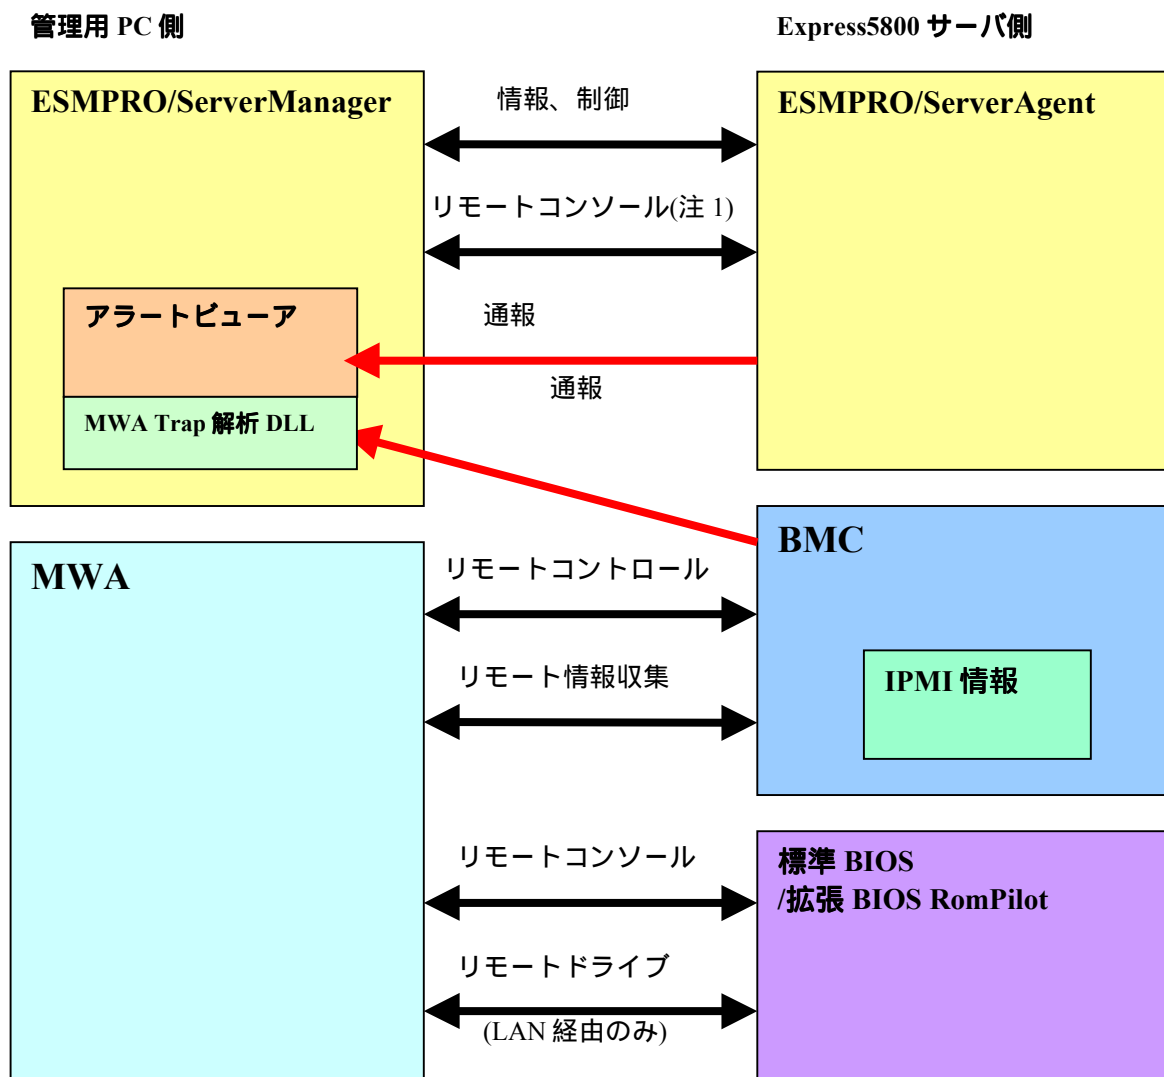 管理用 PC 側
Express5800 サーバ側
ESMPRO/ServerManager
情報、制御
ESMPRO/ServerAgent
リモートコンソール(注 1)
アラートビューア
通報
通報
MWA Trap 解析 DLL
BMC
MWA
リモートコントロール
リモート情報収集
IPMI 情報
リモートコンソール
標準 BIOS
/拡張 BIOS RomPilot
リモートドライブ
(LAN 経由のみ)